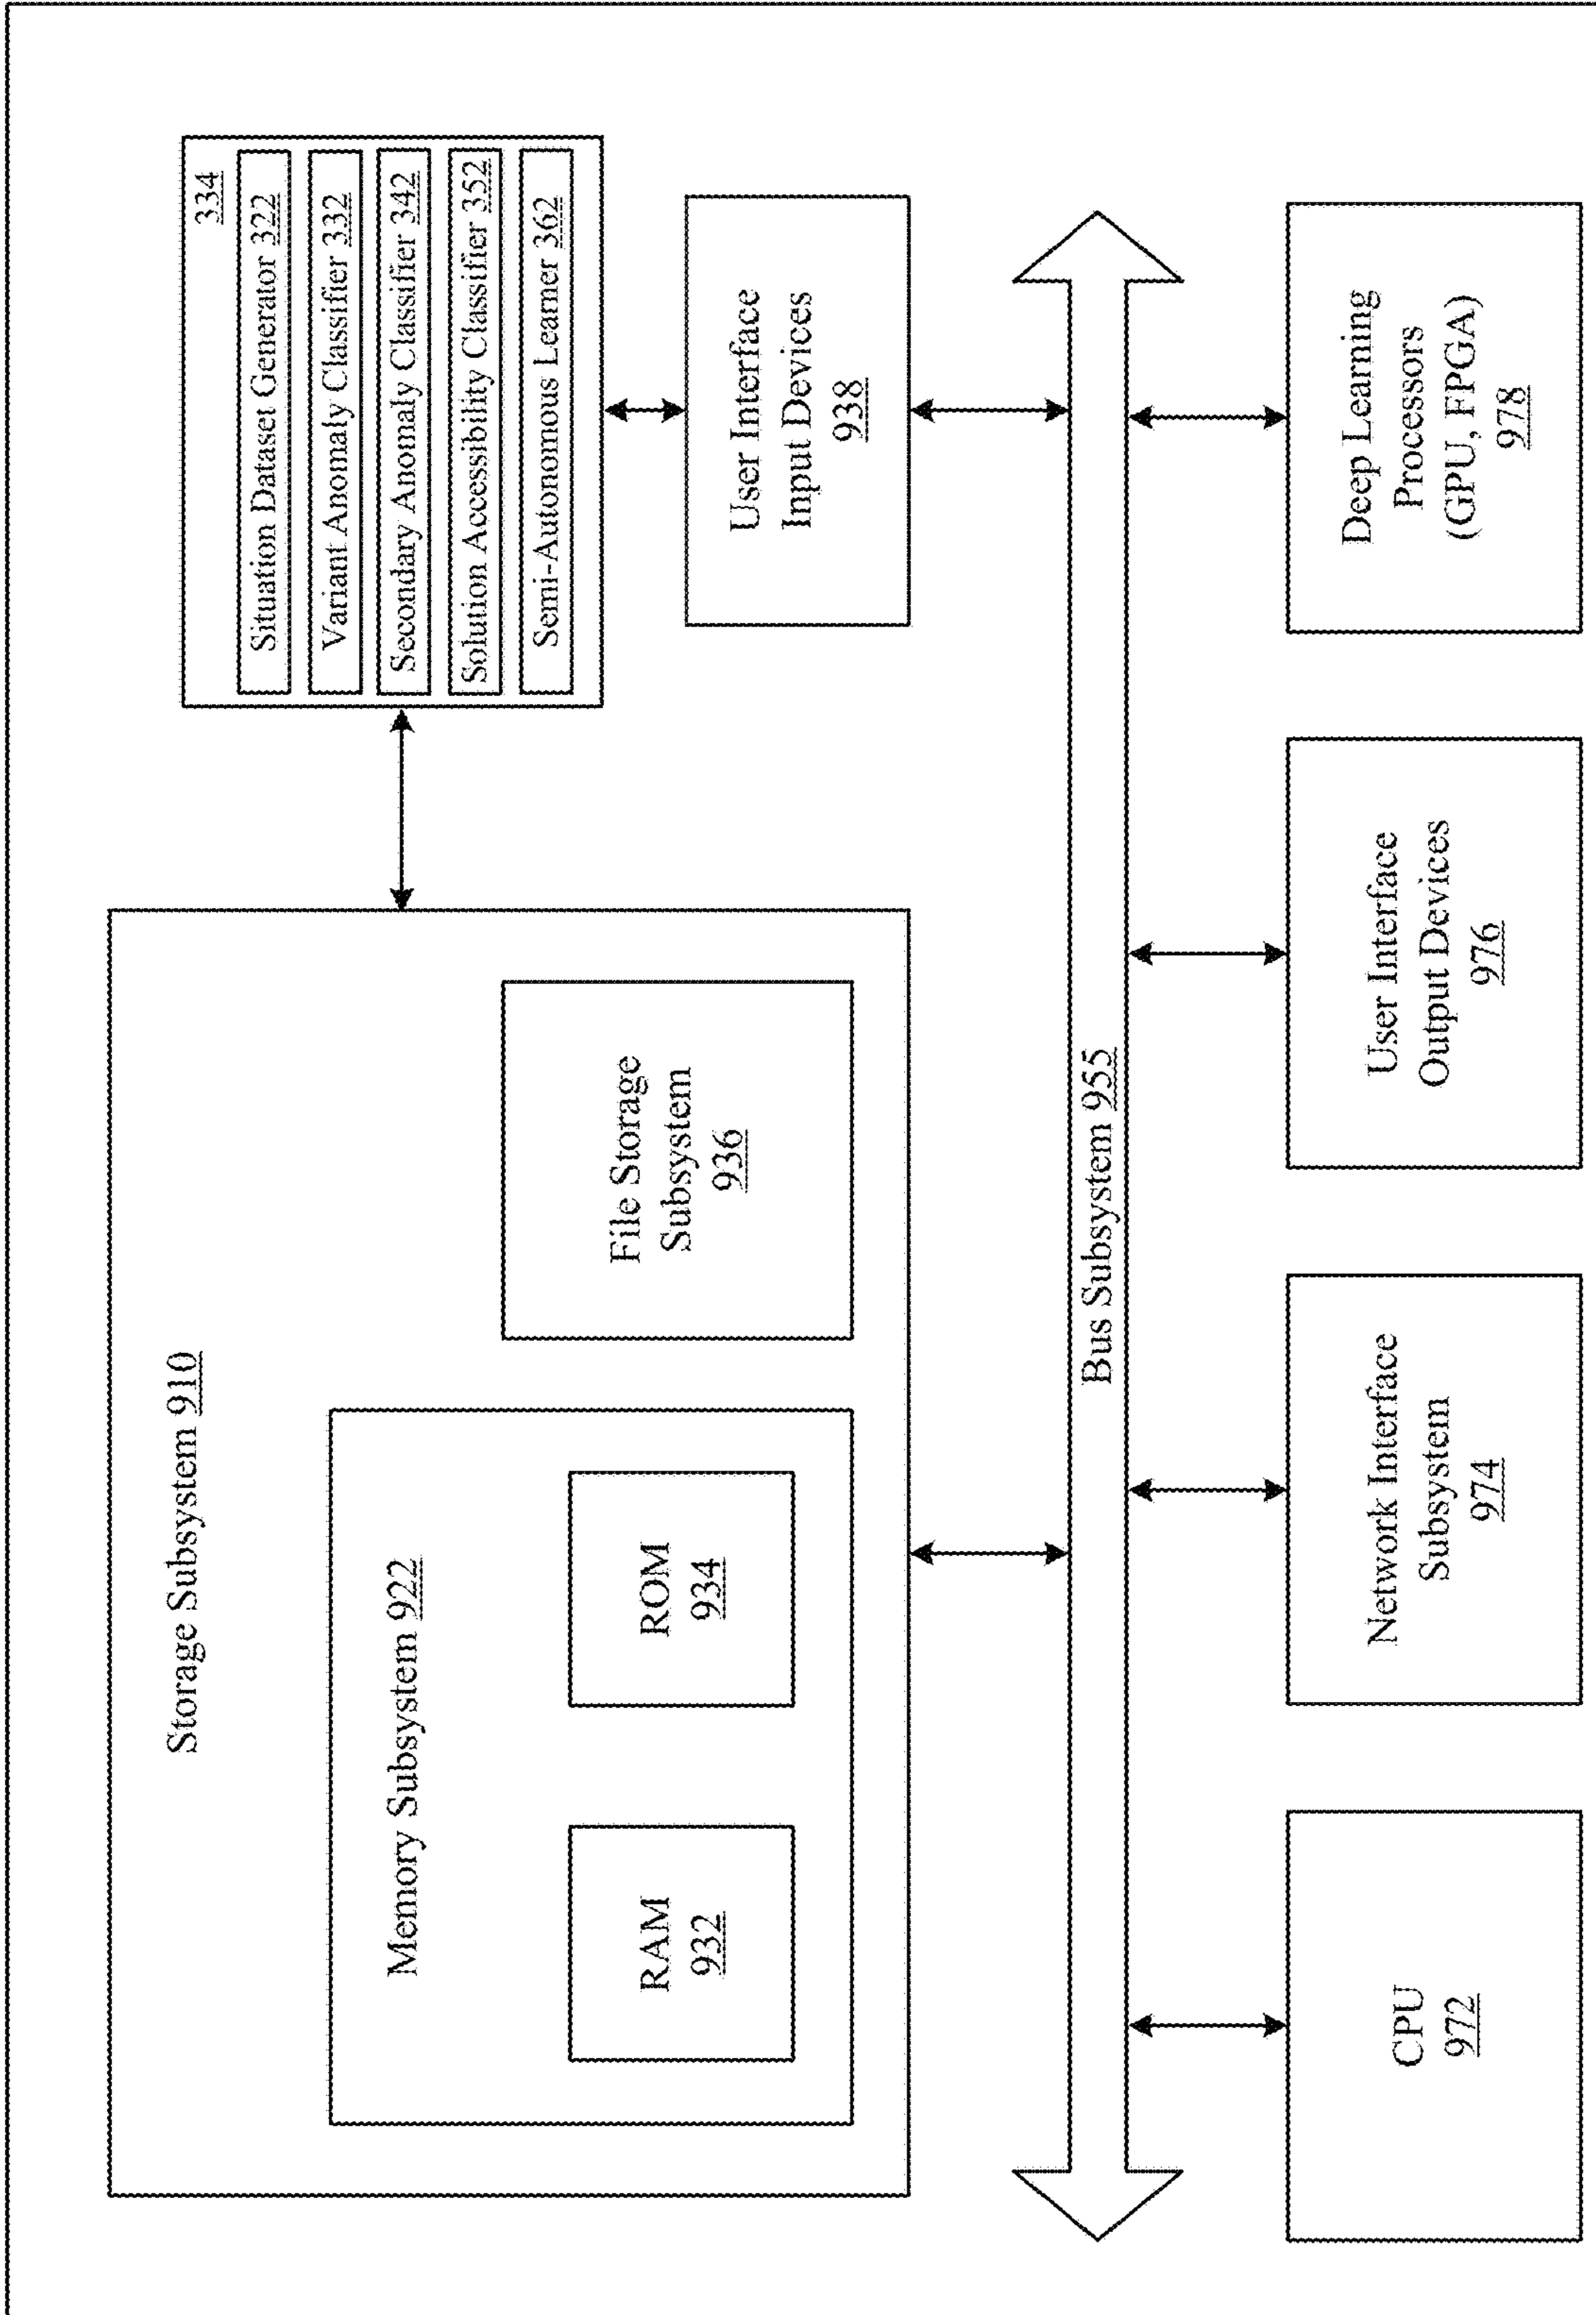 Storage Subsystem 910
Memory Subsystem 922
RAM
932
ROM
934
File Storage
Subsystem
936
334
Situation Dataset Generator 322
Variant Anomaly Classifier 332
Secondary Anomaly Classifier 342
Solution Accessibility Classifier 352
Semi-Autonomous Learner 362
User Interface
Input Devices
938
Bus Subsystem 955
CPU
972
Network Interface
Subsystem
974
User Interface
Output Devices
976
Deep Learning
Processors
(GPU, FPGA)
978